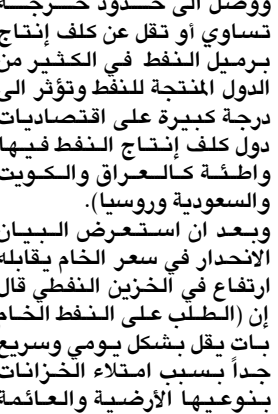 ووصل الى حدود حرجة
تساوي أو تقل عن كلف إنتاج
برميل النفط في الكثير من
الدول المنتجة للنفط وتؤثر الى
درجة كبيرة على اقتصاديات
دول كلف إنتاج النفط فيها
واطئة كالعراق والكويت
والسعودية وروسيا).
وبعد ان استعرض البيان
الانحدار في سعر الخام يقابله
ارتفاع في الخزين النفطي قال
إن (الطلب على النفط الخام
بات يقل بشكل يومي وسريع
جداً بسبب امتلاء الخزانات
بنوعيها الأرضية والعائمة